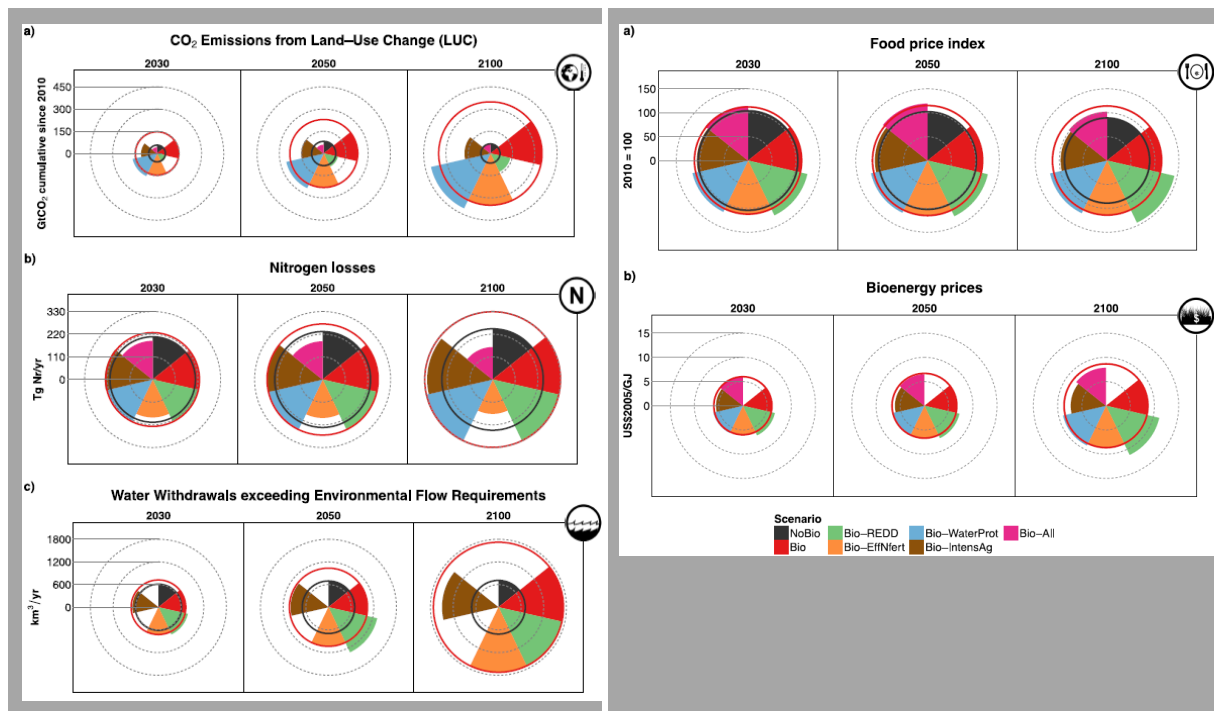 a)
CO₂ Emissions from Land–Use Change (LUC)
2030 2050 2100
GtCO₂ cumulative since 2010
450
300
150
0
b)
Nitrogen losses
2030 2050 2100
N
Tg Nr/yr
330
220
110
0
c)
Water Withdrawals exceeding Environmental Flow Requirements
2030 2050 2100
km³/yr
1800
1200
600
0
a)
Food price index
2030 2050 2100
2010 = 100
150
100
50
0
b)
Bioenergy prices
2030 2050 2100
$
USS2005/GJ
15
10
5
0
Scenario
NoBio Bio–REDD Bio–WaterProt Bio–All
Bio Bio–EffNfert Bio–IntensAg